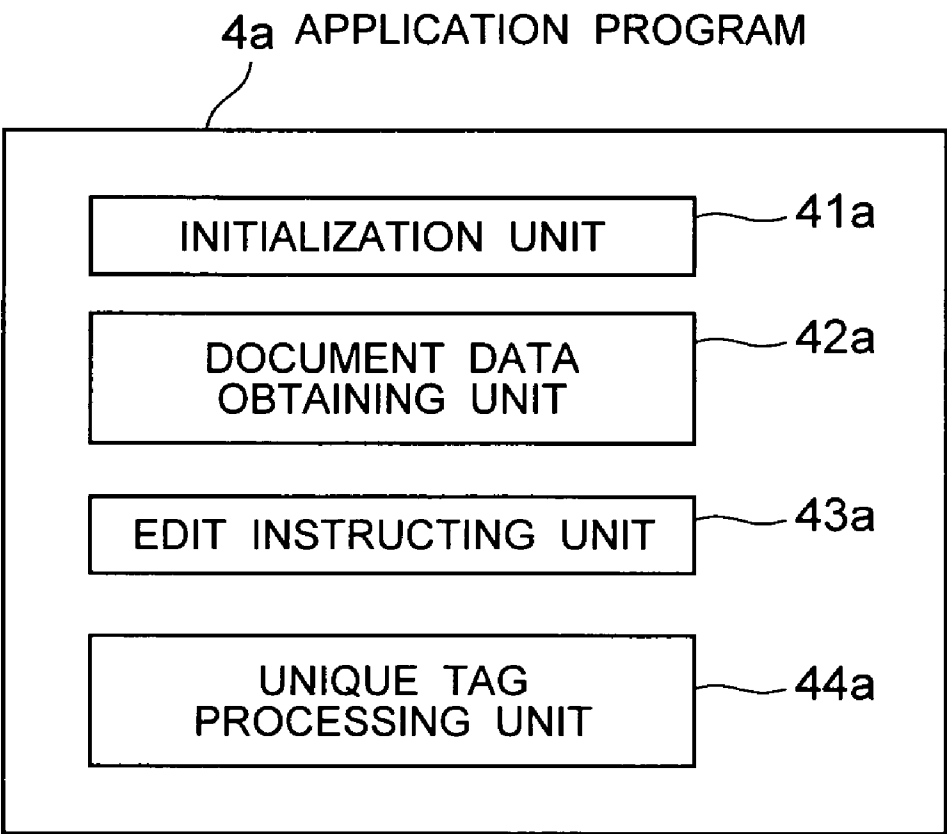 4a APPLICATION PROGRAM
INITIALIZATION UNIT
41a
DOCUMENT DATA
OBTAINING UNIT
42a
EDIT INSTRUCTING UNIT
43a
UNIQUE TAG
PROCESSING UNIT
44a